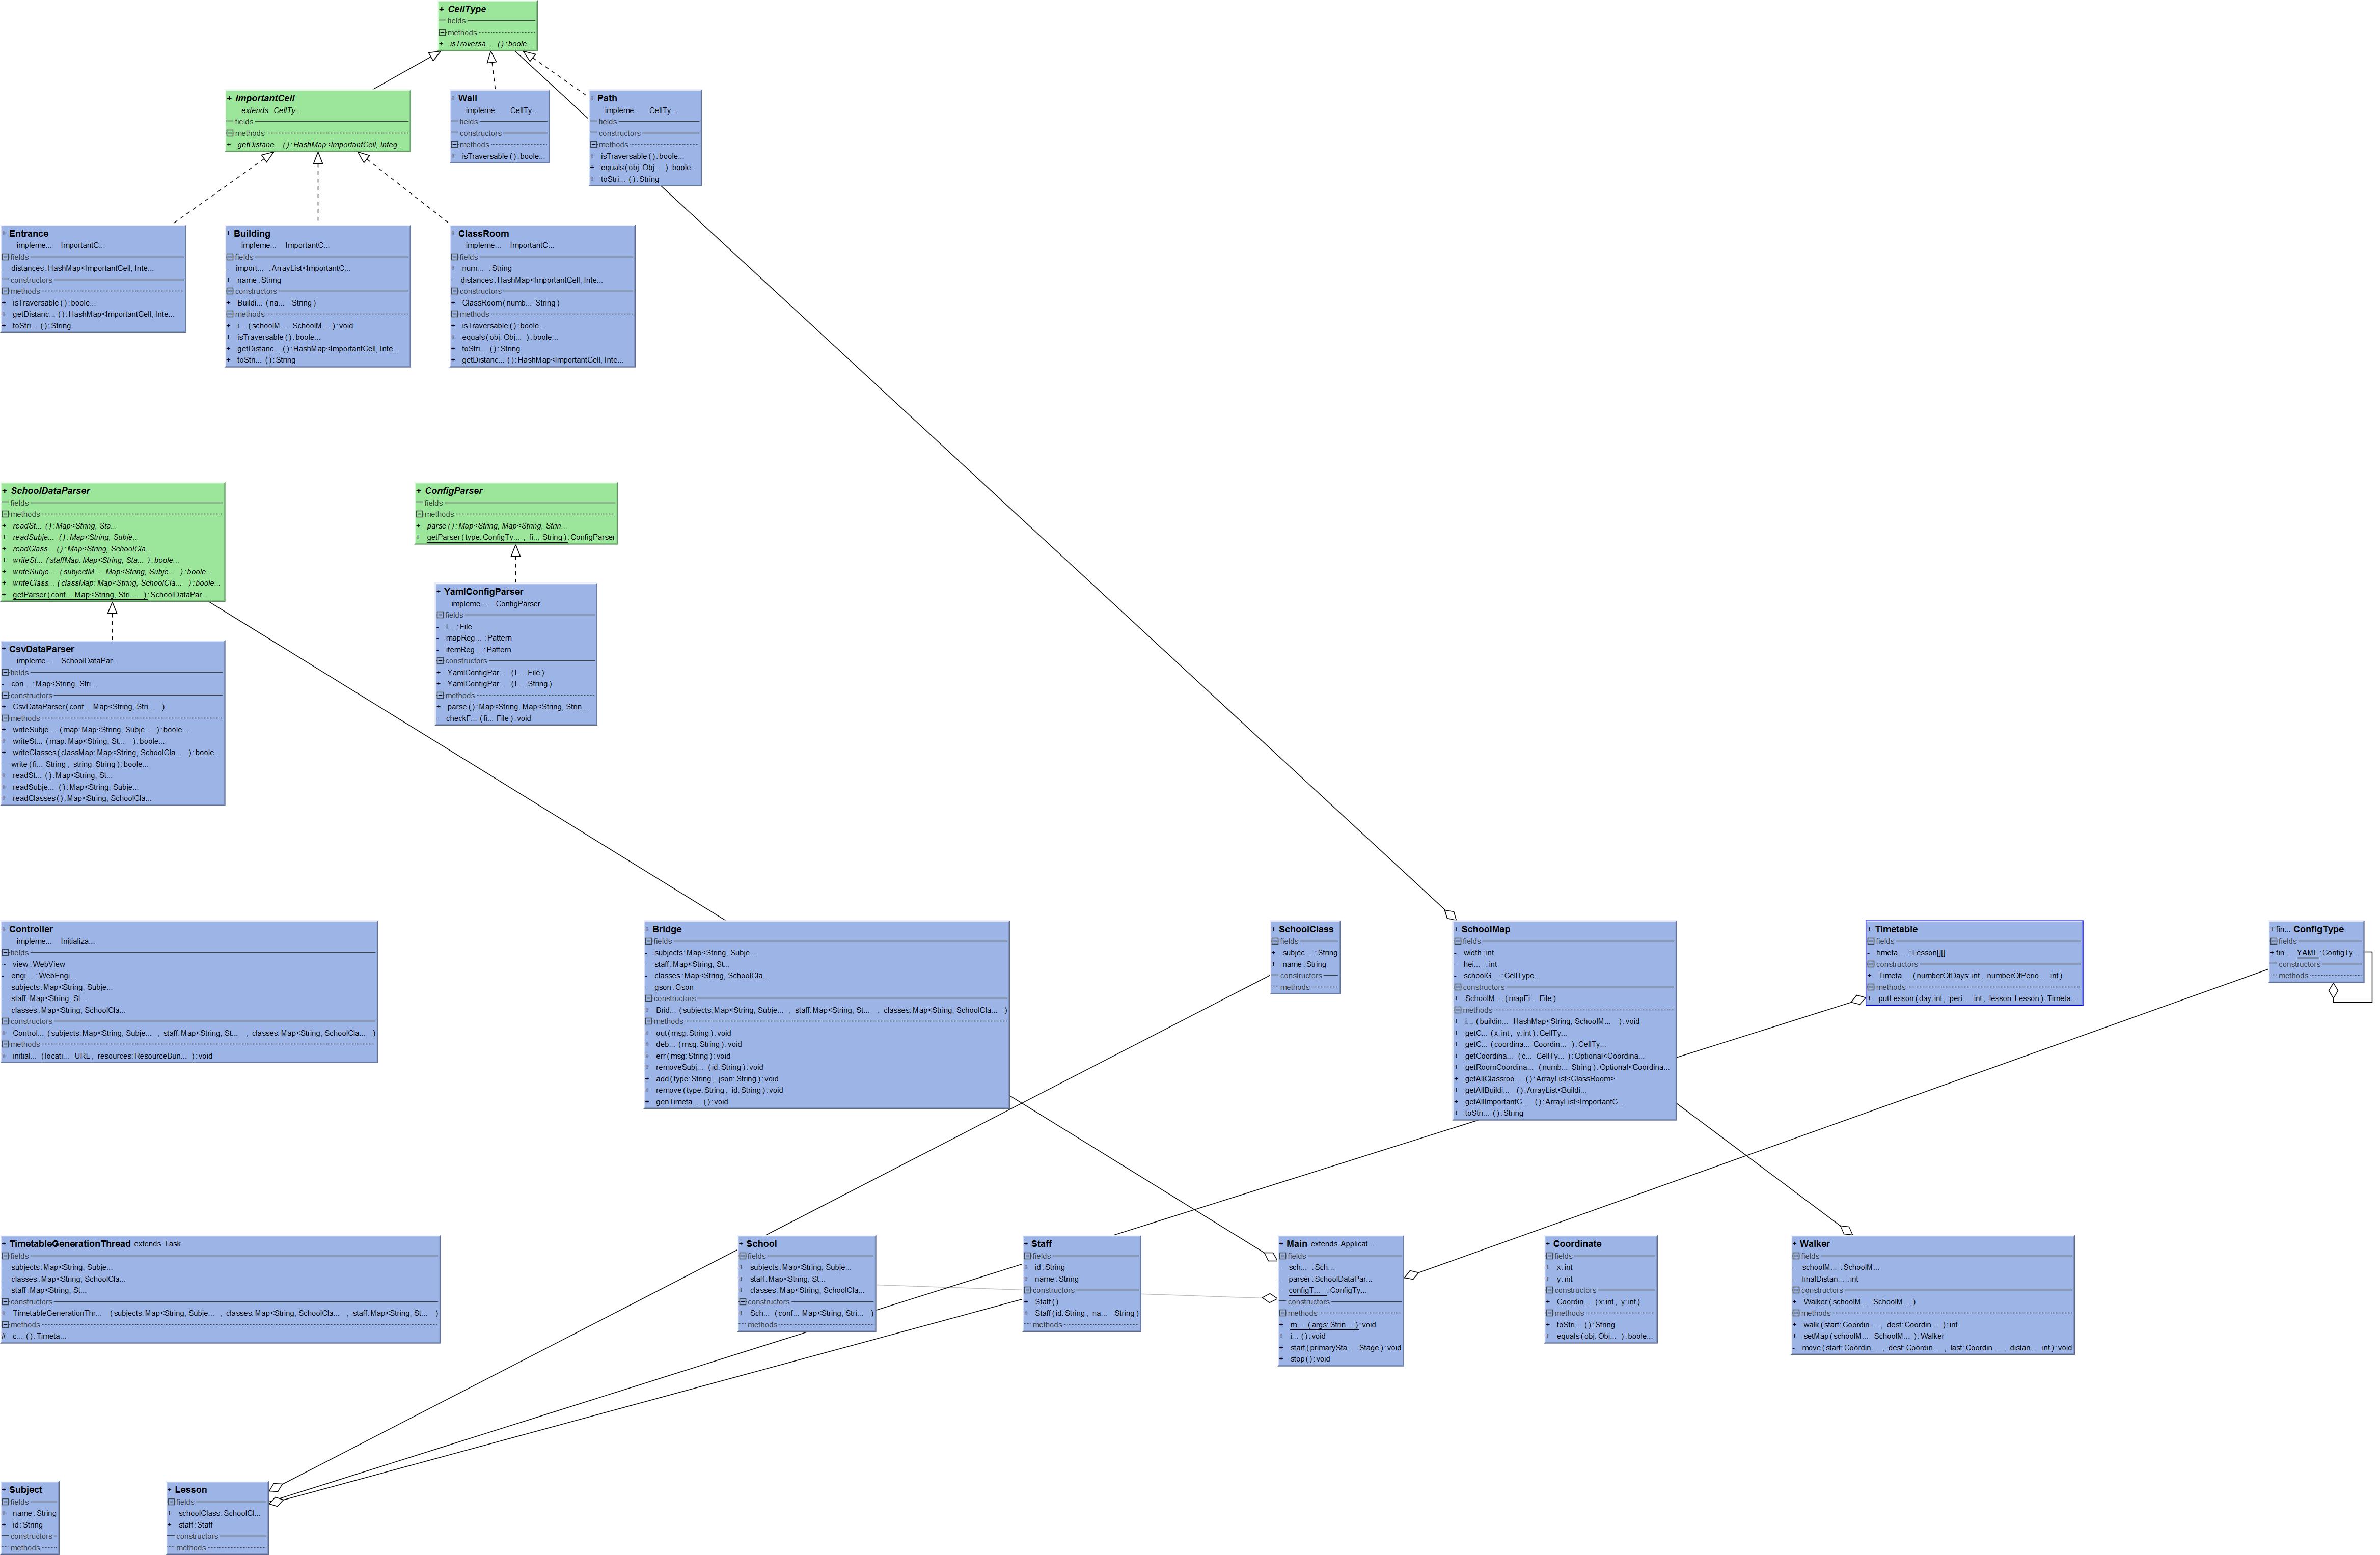 + CellType
fields
methods
+ isTraversa... ( ) : boole...
+ ImportantCell
extends CellTy...
fields
methods
+ getDistanc... ( ) : HashMap<ImportantCell, Integ...
+ Wall
impleme... CellTy...
fields
constructors
methods
+ isTraversable ( ) : boole...
+ Path
impleme... CellTy...
fields
constructors
methods
+ isTraversable ( ) : boole...
+ equals ( obj: Obj... ) : boole...
+ toStri... ( ) : String
+ Entrance
impleme... ImportantC...
fields
- distances : HashMap<ImportantCell, Inte...
constructors
methods
+ isTraversable ( ) : boole...
+ getDistanc... ( ) : HashMap<ImportantCell, Inte...
+ toStri... ( ) : String
+ Building
impleme... ImportantC...
fields
- import... : ArrayList<ImportantC...
+ name : String
constructors
+ Buildi... ( na... String )
methods
+ i... ( schoolM... SchoolM... ) : void
+ isTraversable ( ) : boole...
+ getDistanc... ( ) : HashMap<ImportantCell, Inte...
+ toStri... ( ) : String
+ ClassRoom
impleme... ImportantC...
fields
+ num... : String
- distances : HashMap<ImportantCell, Inte...
constructors
+ ClassRoom ( numb... String )
methods
+ isTraversable ( ) : boole...
+ equals ( obj: Obj... ) : boole...
+ toStri... ( ) : String
+ getDistanc... ( ) : HashMap<ImportantCell, Inte...
+ SchoolDataParser
fields
methods
+ readSt... ( ) : Map<String, Sta...
+ readSubje... ( ) : Map<String, Subje...
+ readClass... ( ) : Map<String, SchoolCla...
+ writeSt... ( staffMap: Map<String, Sta... ) : boole...
+ writeSubje... ( subjectM... Map<String, Subje... ) : boole...
+ writeClass... ( classMap: Map<String, SchoolCla... ) : boole...
+ getParser ( conf... Map<String, Stri... ) : SchoolDataPar...
+ ConfigParser
fields
methods
+ parse ( ) : Map<String, Map<String, Strin...
+ getParser ( type: ConfigTy... , fi... String ) : ConfigParser
+ YamlConfigParser
impleme... ConfigParser
fields
- l... : File
- mapReg... : Pattern
- itemReg... : Pattern
constructors
+ YamlConfigPar... ( l... File )
+ YamlConfigPar... ( l... String )
methods
+ parse ( ) : Map<String, Map<String, Strin...
- checkF... ( fi... File ) : void
+ CsvDataParser
impleme... SchoolDataPar...
fields
- con... : Map<String, Stri...
constructors
+ CsvDataParser ( conf... Map<String, Stri... )
methods
+ writeSubje... ( map: Map<String, Subje... ) : boole...
+ writeSt... ( map: Map<String, St... ) : boole...
+ writeClasses ( classMap: Map<String, SchoolCla... ) : boole...
- write ( fi... String , string: String ) : boole...
+ readSt... ( ) : Map<String, St...
+ readSubje... ( ) : Map<String, Subje...
+ readClasses ( ) : Map<String, SchoolCla...
+ Controller
impleme... Initializa...
fields
~ view : WebView
- engi... : WebEngi...
- subjects : Map<String, Subje...
- staff : Map<String, St...
- classes : Map<String, SchoolCla...
constructors
+ Control... ( subjects: Map<String, Subje... , staff: Map<String, St... , classes: Map<String, SchoolCla... )
methods
+ initial... ( locati... URL , resources: ResourceBun... ) : void
+ Bridge
fields
- subjects : Map<String, Subje...
- staff : Map<String, St...
- classes : Map<String, SchoolCla...
- gson : Gson
constructors
+ Brid... ( subjects: Map<String, Subje... , staff: Map<String, St... , classes: Map<String, SchoolCla... )
methods
+ out ( msg: String ) : void
+ deb... ( msg: String ) : void
+ err ( msg: String ) : void
+ removeSubj... ( id: String ) : void
+ add ( type: String , json: String ) : void
+ remove ( type: String , id: String ) : void
+ genTimeta... ( ) : void
+ SchoolClass
fields
+ subjec... : String
+ name : String
constructors
methods
+ SchoolMap
fields
- width : int
- hei... : int
- schoolG... : CellType...
constructors
+ SchoolM... ( mapFi... File )
methods
+ i... ( buildin... HashMap<String, SchoolM... ) : void
+ getC... ( x: int , y: int ) : CellTy...
+ getC... ( coordina... Coordin... ) : CellTy...
+ getCoordina... ( c... CellTy... ) : Optional<Coordina...
+ getRoomCoordina... ( numb... String ) : Optional<Coordina...
+ getAllClassroo... ( ) : ArrayList<ClassRoom>
+ getAllBuildi... ( ) : ArrayList<Buildi...
+ getAllImportantC... ( ) : ArrayList<ImportantC...
+ toStri... ( ) : String
+ Timetable
fields
- timeta... : Lesson[][]
constructors
+ Timeta... ( numberOfDays: int , numberOfPerio... int )
methods
+ putLesson ( day: int , peri... int , lesson: Lesson ) : Timeta...
+ fin... ConfigType
fields
+ fin... YAML : ConfigTy...
constructors
methods
+ TimetableGenerationThread extends Task
fields
- subjects : Map<String, Subje...
- classes : Map<String, SchoolCla...
- staff : Map<String, St...
constructors
+ TimetableGenerationThr... ( subjects: Map<String, Subje... , classes: Map<String, SchoolCla... , staff: Map<String, St... )
methods
# c... ( ) : Timeta...
+ School
fields
+ subjects : Map<String, Subje...
+ staff : Map<String, St...
+ classes : Map<String, SchoolCla...
constructors
+ Sch... ( conf... Map<String, Stri... )
methods
+ Staff
fields
+ id : String
+ name : String
constructors
+ Staff ( )
+ Staff ( id: String , na... String )
methods
+ Main extends Applicat...
fields
- sch... : Sch...
- parser : SchoolDataPar...
- configT... : ConfigTy...
constructors
methods
+ m... ( args: Strin... ) : void
+ i... ( ) : void
+ start ( primarySta... Stage ) : void
+ stop ( ) : void
+ Coordinate
fields
+ x : int
+ y : int
constructors
+ Coordin... ( x: int , y: int )
methods
+ toStri... ( ) : String
+ equals ( obj: Obj... ) : boole...
+ Walker
fields
- schoolM... : SchoolM...
- finalDistan... : int
constructors
+ Walker ( schoolM... SchoolM... )
methods
+ walk ( start: Coordin... , dest: Coordin... ) : int
+ setMap ( schoolM... SchoolM... ) : Walker
- move ( start: Coordin... , dest: Coordin... , last: Coordin... , distan... int ) : void
+ Subject
fields
+ name : String
+ id : String
constructors
methods
+ Lesson
fields
+ schoolClass : SchoolCl...
+ staff : Staff
constructors
methods